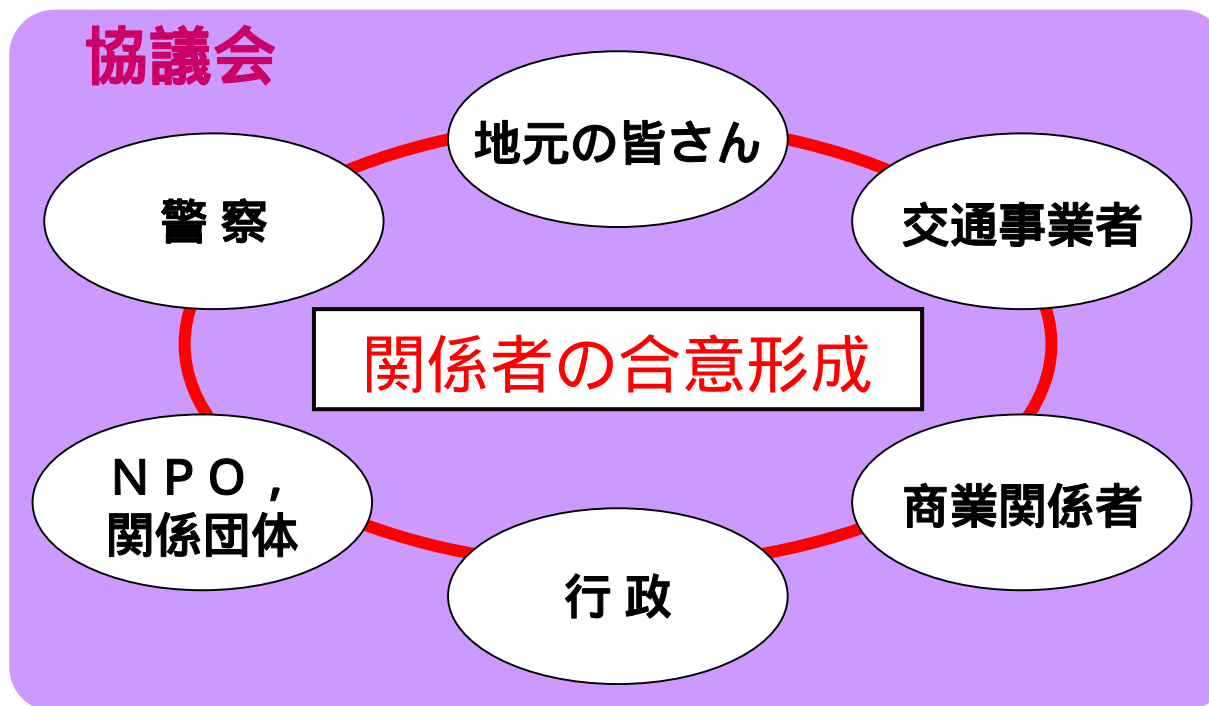 協議会
地元の皆さん
警 察
交通事業者
関係者の合意形成
ＮＰＯ，
関係団体
商業関係者
行 政